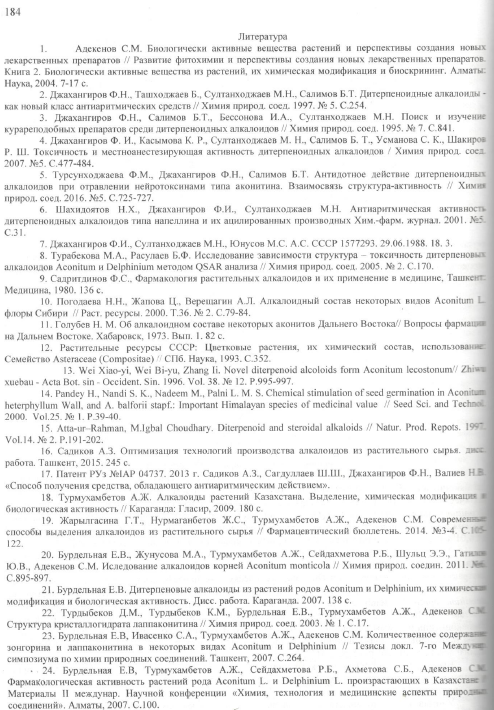 184
Литература
1. Адекенов С.М. Биологически активные вещества растений и перспективы создания новых
лекарственных препаратов // Развитие фитохимии и перспективы создания новых лекарственных препаратов.
Книга 2. Биологически активные вещества из растений, их химическая модификация и биоскрининг. Алматы:
Наука, 2004. 7-17 с.
2. Джахангиров Ф.Н., Ташходжаев Б., Султанходжаев М.Н., Салимов Б.Т. Дитерпеноидные алкалоиды -
как новый класс антиаритмических средств // Химия природ. соед. 1997. № 5. С.254.
3. Джахангиров Ф.Н., Салимов Б.Т., Бессонова И.А., Султанходжаев М.Н. Поиск и изучение
курареподобных препаратов среди дитерпеноидных алкалоидов // Химия природ. соед. 1995. № 7. С.841.
4. Джахангиров Ф. И., Касымова К. Р., Султанходжаев М. Н., Салимов Б. Т., Усманова С. К., Шакиров
Р. Ш. Токсичность и местноанестезирующая активность дитерпеноидных алкалоидов / Химия природ. соед.
2007. №5. С.477-484.
5. Турсунходжаева Ф.М., Джахангиров Ф.Н., Салимов Б.Т. Антидотное действие дитерпеноидных
алкалоидов при отравлении нейротоксинами типа аконитина. Взаимосвязь структура-активность // Химия
природ. соед. 2016. №5. С.725-727.
6. Шахидоятов Н.Х., Джахангиров Ф.И., Султанходжаев М.Н. Антиаритмическая активность
дитерпеноидных алкалоидов типа напеллина и их ацилированных производных Хим.-фарм. журнал. 2001. №5.
С.31.
7. Джахангиров Ф.И., Султанходжаев М.Н., Юнусов М.С. А.С. СССР 1577293. 29.06.1988. 18. 3.
8. Турабекова М.А., Расулаев Б.Ф. Исследование зависимости структура – токсичность дитерпеновых
алкалоидов Aconitum и Delphinium методом QSAR анализа // Химия природ. соед. 2005. № 2. С.170.
9. Садритдинов Ф.С., Фармакология растительных алкалоидов и их применение в медицине, Ташкент:
Медицина, 1980. 136 с.
10. Погодаева Н.Н., Жапова Ц., Верещагин А.Л. Алкалоидный состав некоторых видов Aconitum L.
флоры Сибири // Раст. ресурсы. 2000. Т.36. № 2. С.79-84.
11. Голубев Н. М. Об алкалоидном составе некоторых аконитов Дальнего Востока// Вопросы фармации
на Дальнем Востоке. Хабаровск, 1973. Вып. 1. 82 с.
12. Растительные ресурсы СССР: Цветковые растения, их химический состав, использование:
Семейство Asteraceae (Compositae) // СПб. Наука, 1993. С.352.
13. Wei Xiao-yi, Wei Bi-yu, Zhang Ii. Novel diterpenoid alcoloids form Aconitum lecostonum// Zhiwu
xuebau - Acta Bot. sin - Occident. Sin. 1996. Vol. 38. № 12. P.995-997.
14. Pandey H., Nandi S. K., Nadeem M., Palni L. M. S. Chemical stimulation of seed germination in Aconitum
heterphyllum Wall, and A. balforii stapf.: Important Himalayan species of medicinal value // Seed Sci. and Technol.
2000. Vol.25. № 1. P.39-40.
15. Atta-ur–Rahman, M.Igbal Choudhary. Diterpenoid and steroidal alkaloids // Natur. Prod. Repots. 1997.
Vol.14. № 2. P.191-202.
16. Садиков А.З. Оптимизация технологий производства алкалоидов из растительного сырья. дисс.
работа. Ташкент, 2015. 245 с.
17. Патент РУз №IAP 04737. 2013 г. Садиков А.З., Сагдуллаев Ш.Ш., Джахангиров Ф.Н., Валиев Н.В.
«Способ получения средства, обладающего антиаритмическим действием».
18. Турмухамбетов А.Ж. Алкалоиды растений Казахстана. Выделение, химическая модификация и
биологическая активность // Караганда: Гласир, 2009. 180 с.
19. Жарылгасина Г.Т., Нурмаганбетов Ж.С., Турмухамбетов А.Ж., Адекенов С.М. Современные
способы выделения алкалоидов из растительного сырья // Фармацевтический бюллетень. 2014. №3-4. С.105-
122.
20. Бурдельная Е.В., Жунусова М.А., Турмухамбетов А.Ж., Сейдахметова Р.Б., Шульц Э.Э., Гатилов
Ю.В., Адекенов С.М. Иследование алкалоидов корней Aconitum monticola // Химия природ. соедин. 2011. №6.
С.895-897.
21. Бурдельная Е.В. Дитерпеновые алкалоиды из растений родов Aconitum и Delphinium, их химическая
модификация и биологическая активность. Дисс. работа. Караганда. 2007. 138 с.
22. Турдыбеков Д.М., Турдыбеков К.М., Бурдельная Е.В., Турмухамбетов А.Ж., Адекенов С.М.
Структура кристаллогидрата лаппаконитина // Химия природ. соед. 2003. № 1. С.17.
23. Бурдельная Е.В, Ивасенко С.А., Турмухамбетов А.Ж., Адекенов С.М. Количественное содержание
зонгорина и лаппаконитина в некоторых видах Aconitum и Delphinium // Тезисы докл. 7-го Междунар.
симпозиума по химии природных соединений. Ташкент, 2007. С.264.
24. Бурдельная Е.В, Турмухамбетов А.Ж., Сейдахметова Р.Б., Ахметова С.Б., Адекенов С.М.
Фармакологическая активность растений рода Aconitum L. и Delphinium L. произрастающих в Казахстане //
Материалы II междунар. Научной конференции «Химия, технология и медицинские аспекты природных
соединений». Алматы, 2007. С.100.